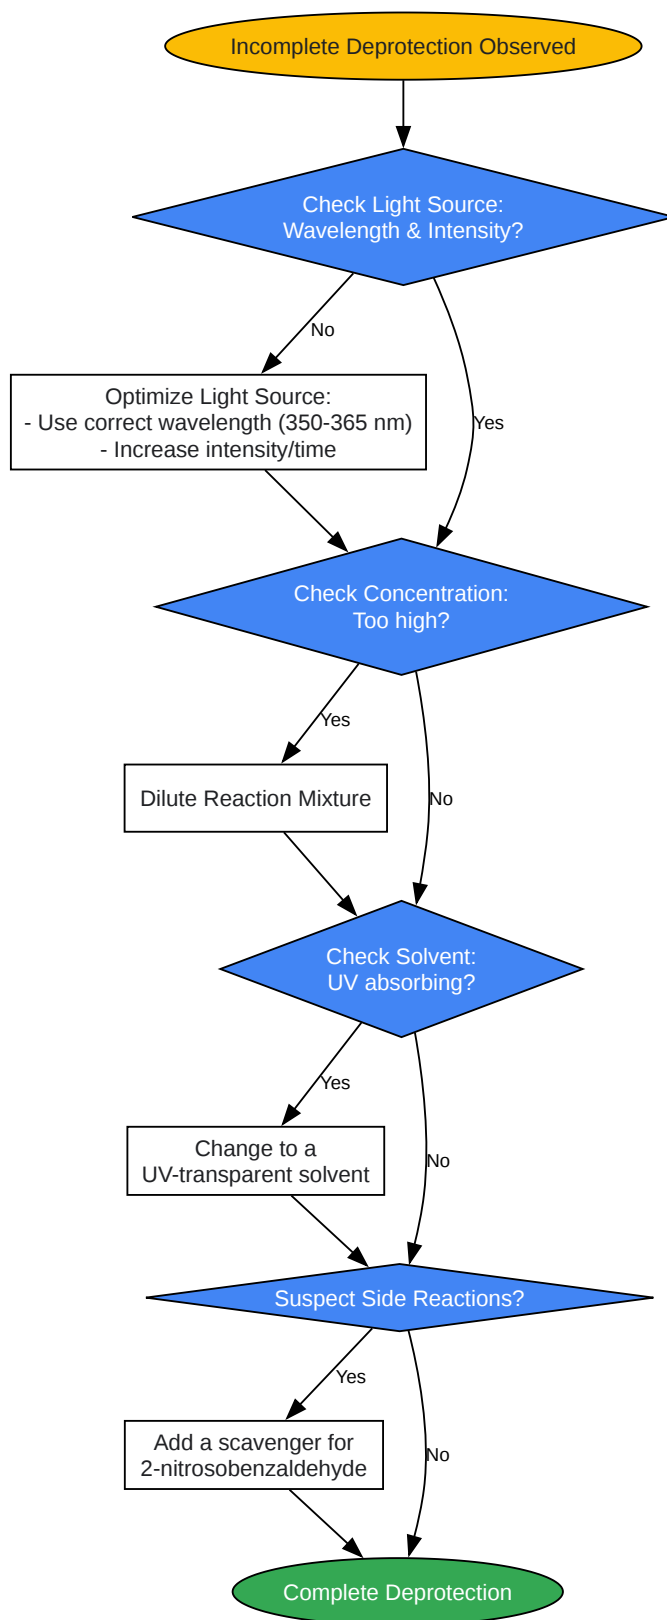 Incomplete Deprotection Observed
Check Light Source:
Wavelength & Intensity?
No
Yes
Optimize Light Source:
- Use correct wavelength (350-365 nm)
- Increase intensity/time
Check Concentration:
Too high?
Yes
No
Dilute Reaction Mixture
Check Solvent:
UV absorbing?
Yes
No
Change to a
UV-transparent solvent
Suspect Side Reactions?
Yes
No
Add a scavenger for
2-nitrosobenzaldehyde
Complete Deprotection